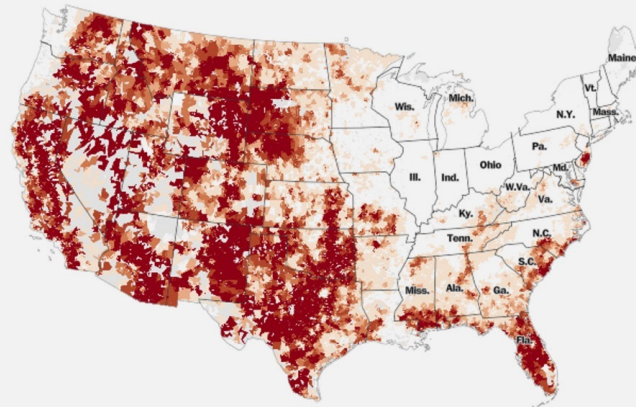 Maine
Vt.
Wis.
Mich.
N.Y.
Mass.
Pa.
Ill.
Ind.
Ohio
Md.
W.Va.
Va.
Ky.
Tenn.
N.C.
S.C.
Miss.
Ala.
Ga.
Fla.